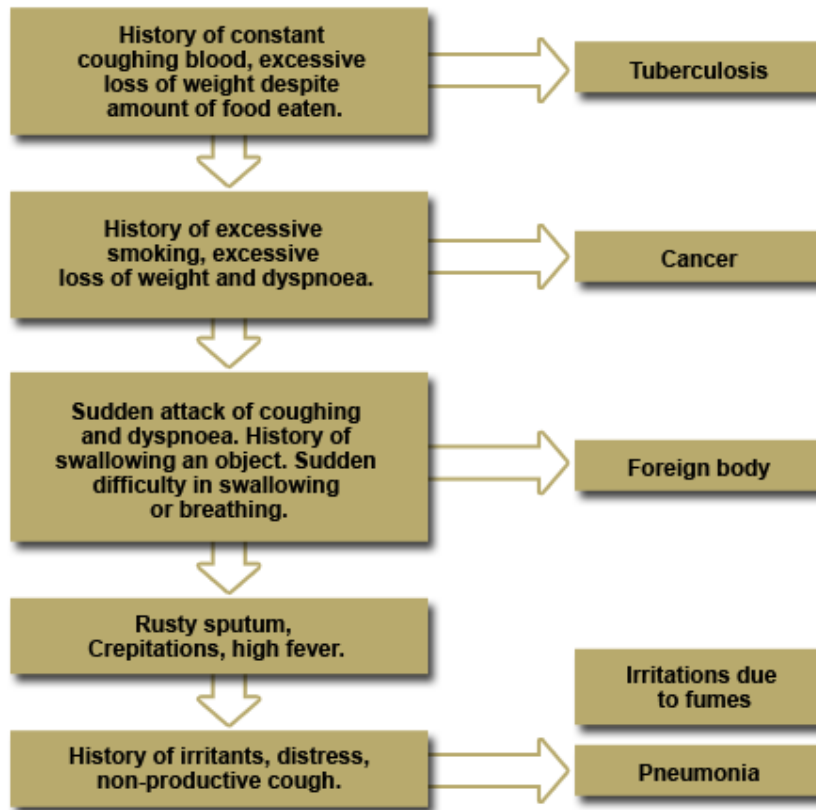 History of constant
coughing blood, excessive
loss of weight despite
amount of food eaten.
Tuberculosis
History of excessive
smoking, excessive
loss of weight and dyspnoea.
Cancer
Sudden attack of coughing
and dyspnoea. History of
swallowing an object. Sudden
difficulty in swallowing
or breathing.
Foreign body
Rusty sputum,
Crepitations, high fever.
Irritations due
to fumes
History of irritants, distress,
non-productive cough.
Pneumonia